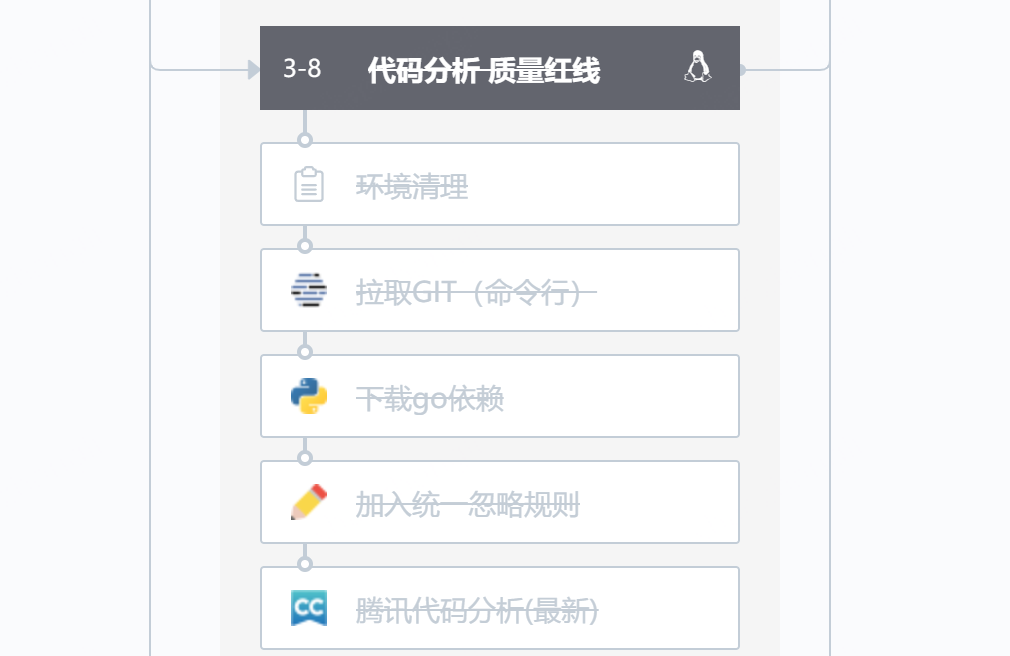 3-8 代码分析-质量红线
环境清理
拉取GIT（命令行）
下载go依赖
加入统一忽略规则
CC 腾讯代码分析(最新)